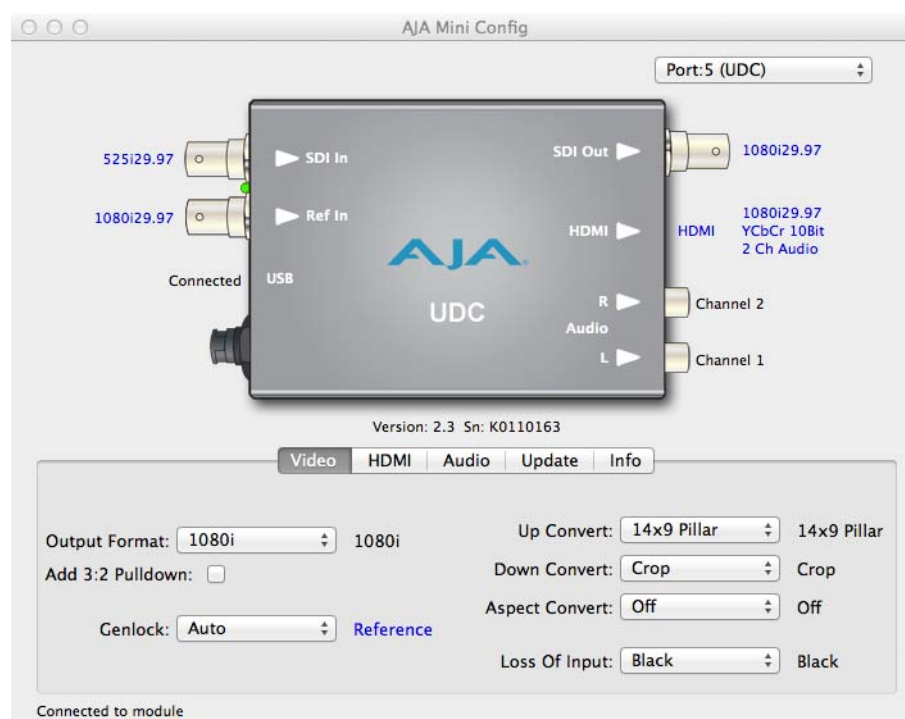 AJA Mini Config
Port:5 (UDC)
525i29.97
SDI In
SDI Out
1080i29.97
1080i29.97
Ref In
HDMI
HDMI
1080i29.97
YCbCr 10Bit
2 Ch Audio
AJA
Connected
USB
UDC
R
Channel 2
Audio
L
Channel 1
Version: 2.3 Sn: K0110163
Video HDMI Audio Update Info
Output Format: 1080i 1080i
Up Convert: 14x9 Pillar 14x9 Pillar
Add 3:2 Pulldown:
Down Convert: Crop Crop
Aspect Convert: Off Off
Genlock: Auto Reference
Loss Of Input: Black Black
Connected to module